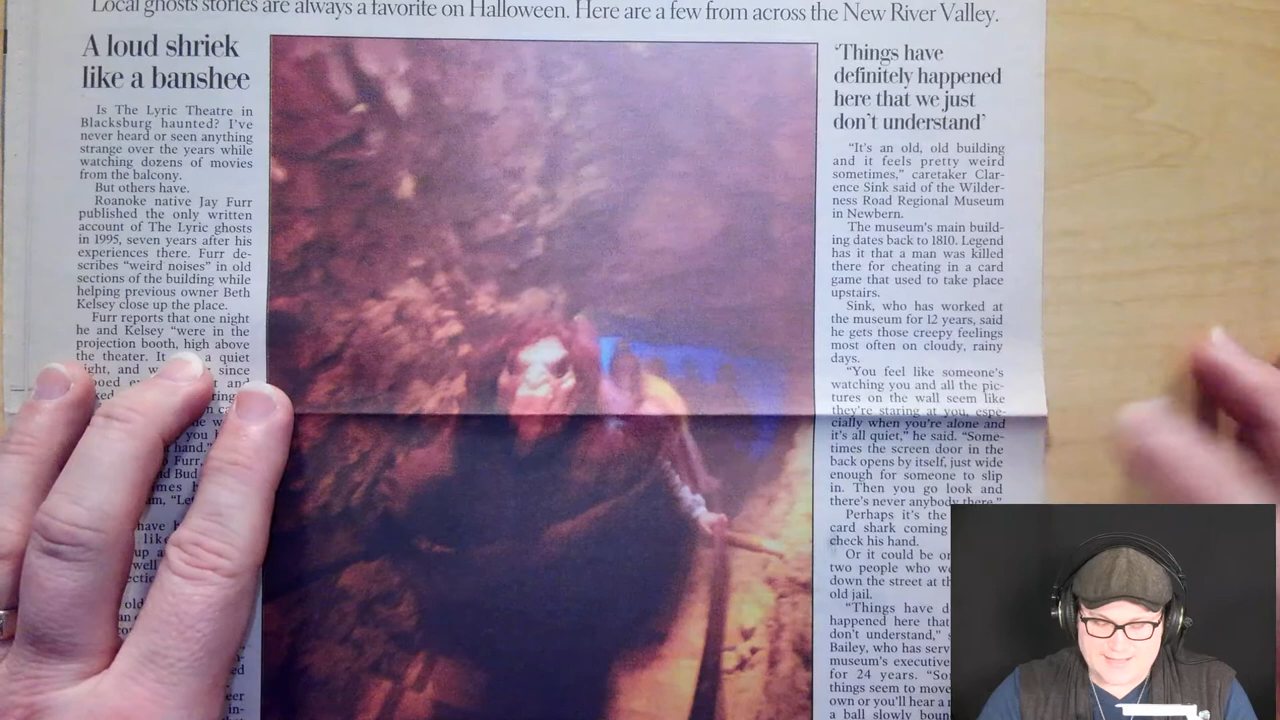 Local ghosts stories are always a favorite on Halloween. Here are a few from across the New River Valley.
A loud shriek
like a banshee
Is The Lyric Theatre in
Blacksburg haunted? I've
never heard or seen anything
strange over the years while
watching dozens of movies
from the balcony.
But others have.
Roanoke native Jay Furr
published the only written
account of The Lyric ghosts
in 1995, seven years after his
experiences there. Furr de-
scribes "weird noises" in old
sections of the building while
helping previous owner Beth
Kelsey close up the place.
Furr reports that one night
he and Kelsey "were in the
projection booth, high above
the theater. It a quiet
and since
and
you
hand."
Furr,
Bud
have
like
up
well
old
'Things have
definitely happened
here that we just
don't understand'
"It's an old, old building
and it feels pretty weird
sometimes," caretaker Clar-
ence Sink said of the Wilder-
ness Road Regional Museum
in Newbern.
The museum's main build-
ing dates back to 1810. Legend
has it that a man was killed
there for cheating in a card
game that used to take place
upstairs.
Sink, who has worked at
the museum for 12 years, said
he gets those creepy feelings
most often on cloudy, rainy
days.
"You feel like someone's
watching you and all the pic-
tures on the wall seem like
they're staring at you, espe-
cially when you're alone and
it's all quiet," he said. "Some-
times the screen door in the
back opens by itself, just wide
enough for someone to slip
in. Then you go look and
there's never anybody there."
Perhaps it's the
card shark coming
check his hand.
Or it could be
two people who
down the street at
old jail.
"Things have
happened here that
don't understand,"
Bailey, who has
museum's executive
for 24 years.
things seem to move
own or you'll hear a
a ball slowly